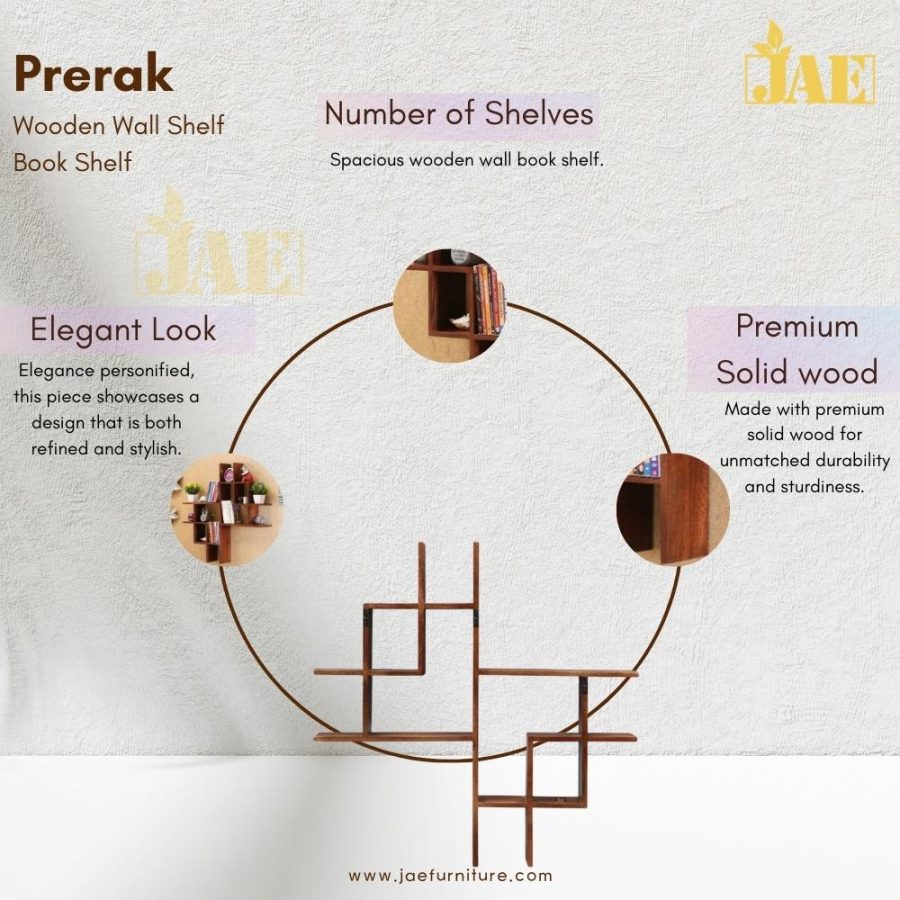 Prerak
Wooden Wall Shelf
Book Shelf
JAE
Number of Shelves
Spacious wooden wall book shelf.
JAE
Elegant Look
Elegance personified,
this piece showcases a
design that is both
refined and stylish.
Premium
Solid wood
Made with premium
solid wood for
unmatched durability
and sturdiness.
www.jaefurniture.com